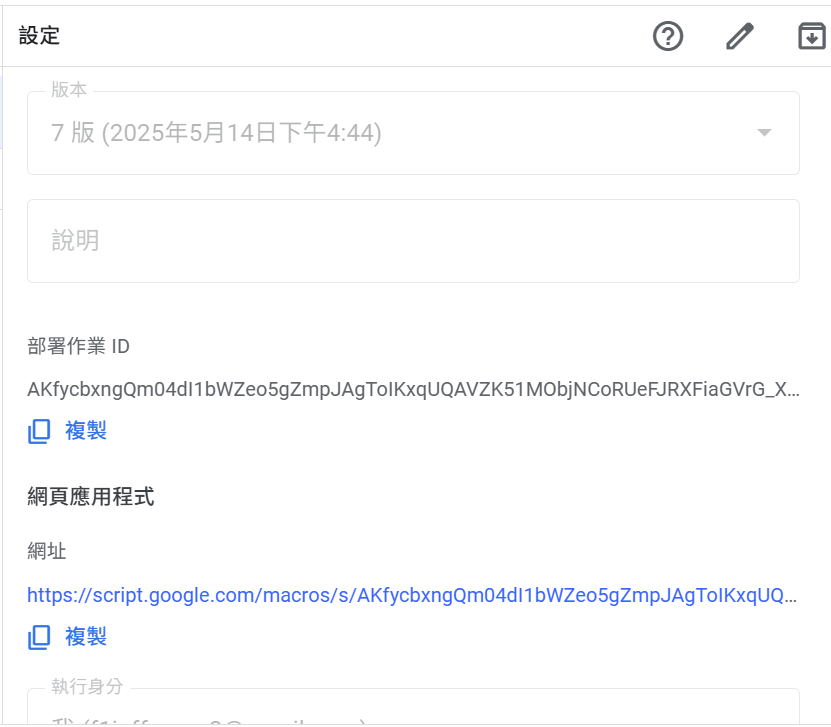 設定
版本
7 版 (2025年5月14日下午4:44)
說明
部署作業 ID
AKfycbxngQm04dI1bWZeo5gZmpJAgToIKxqUQAVZK51MObjNCoRUeFJRXFiaGVrG_X...
複製
網頁應用程式
網址
https://script.google.com/macros/s/AKfycbxngQm04dI1bWZeo5gZmpJAgToIKxqUQ...
複製
執行身分